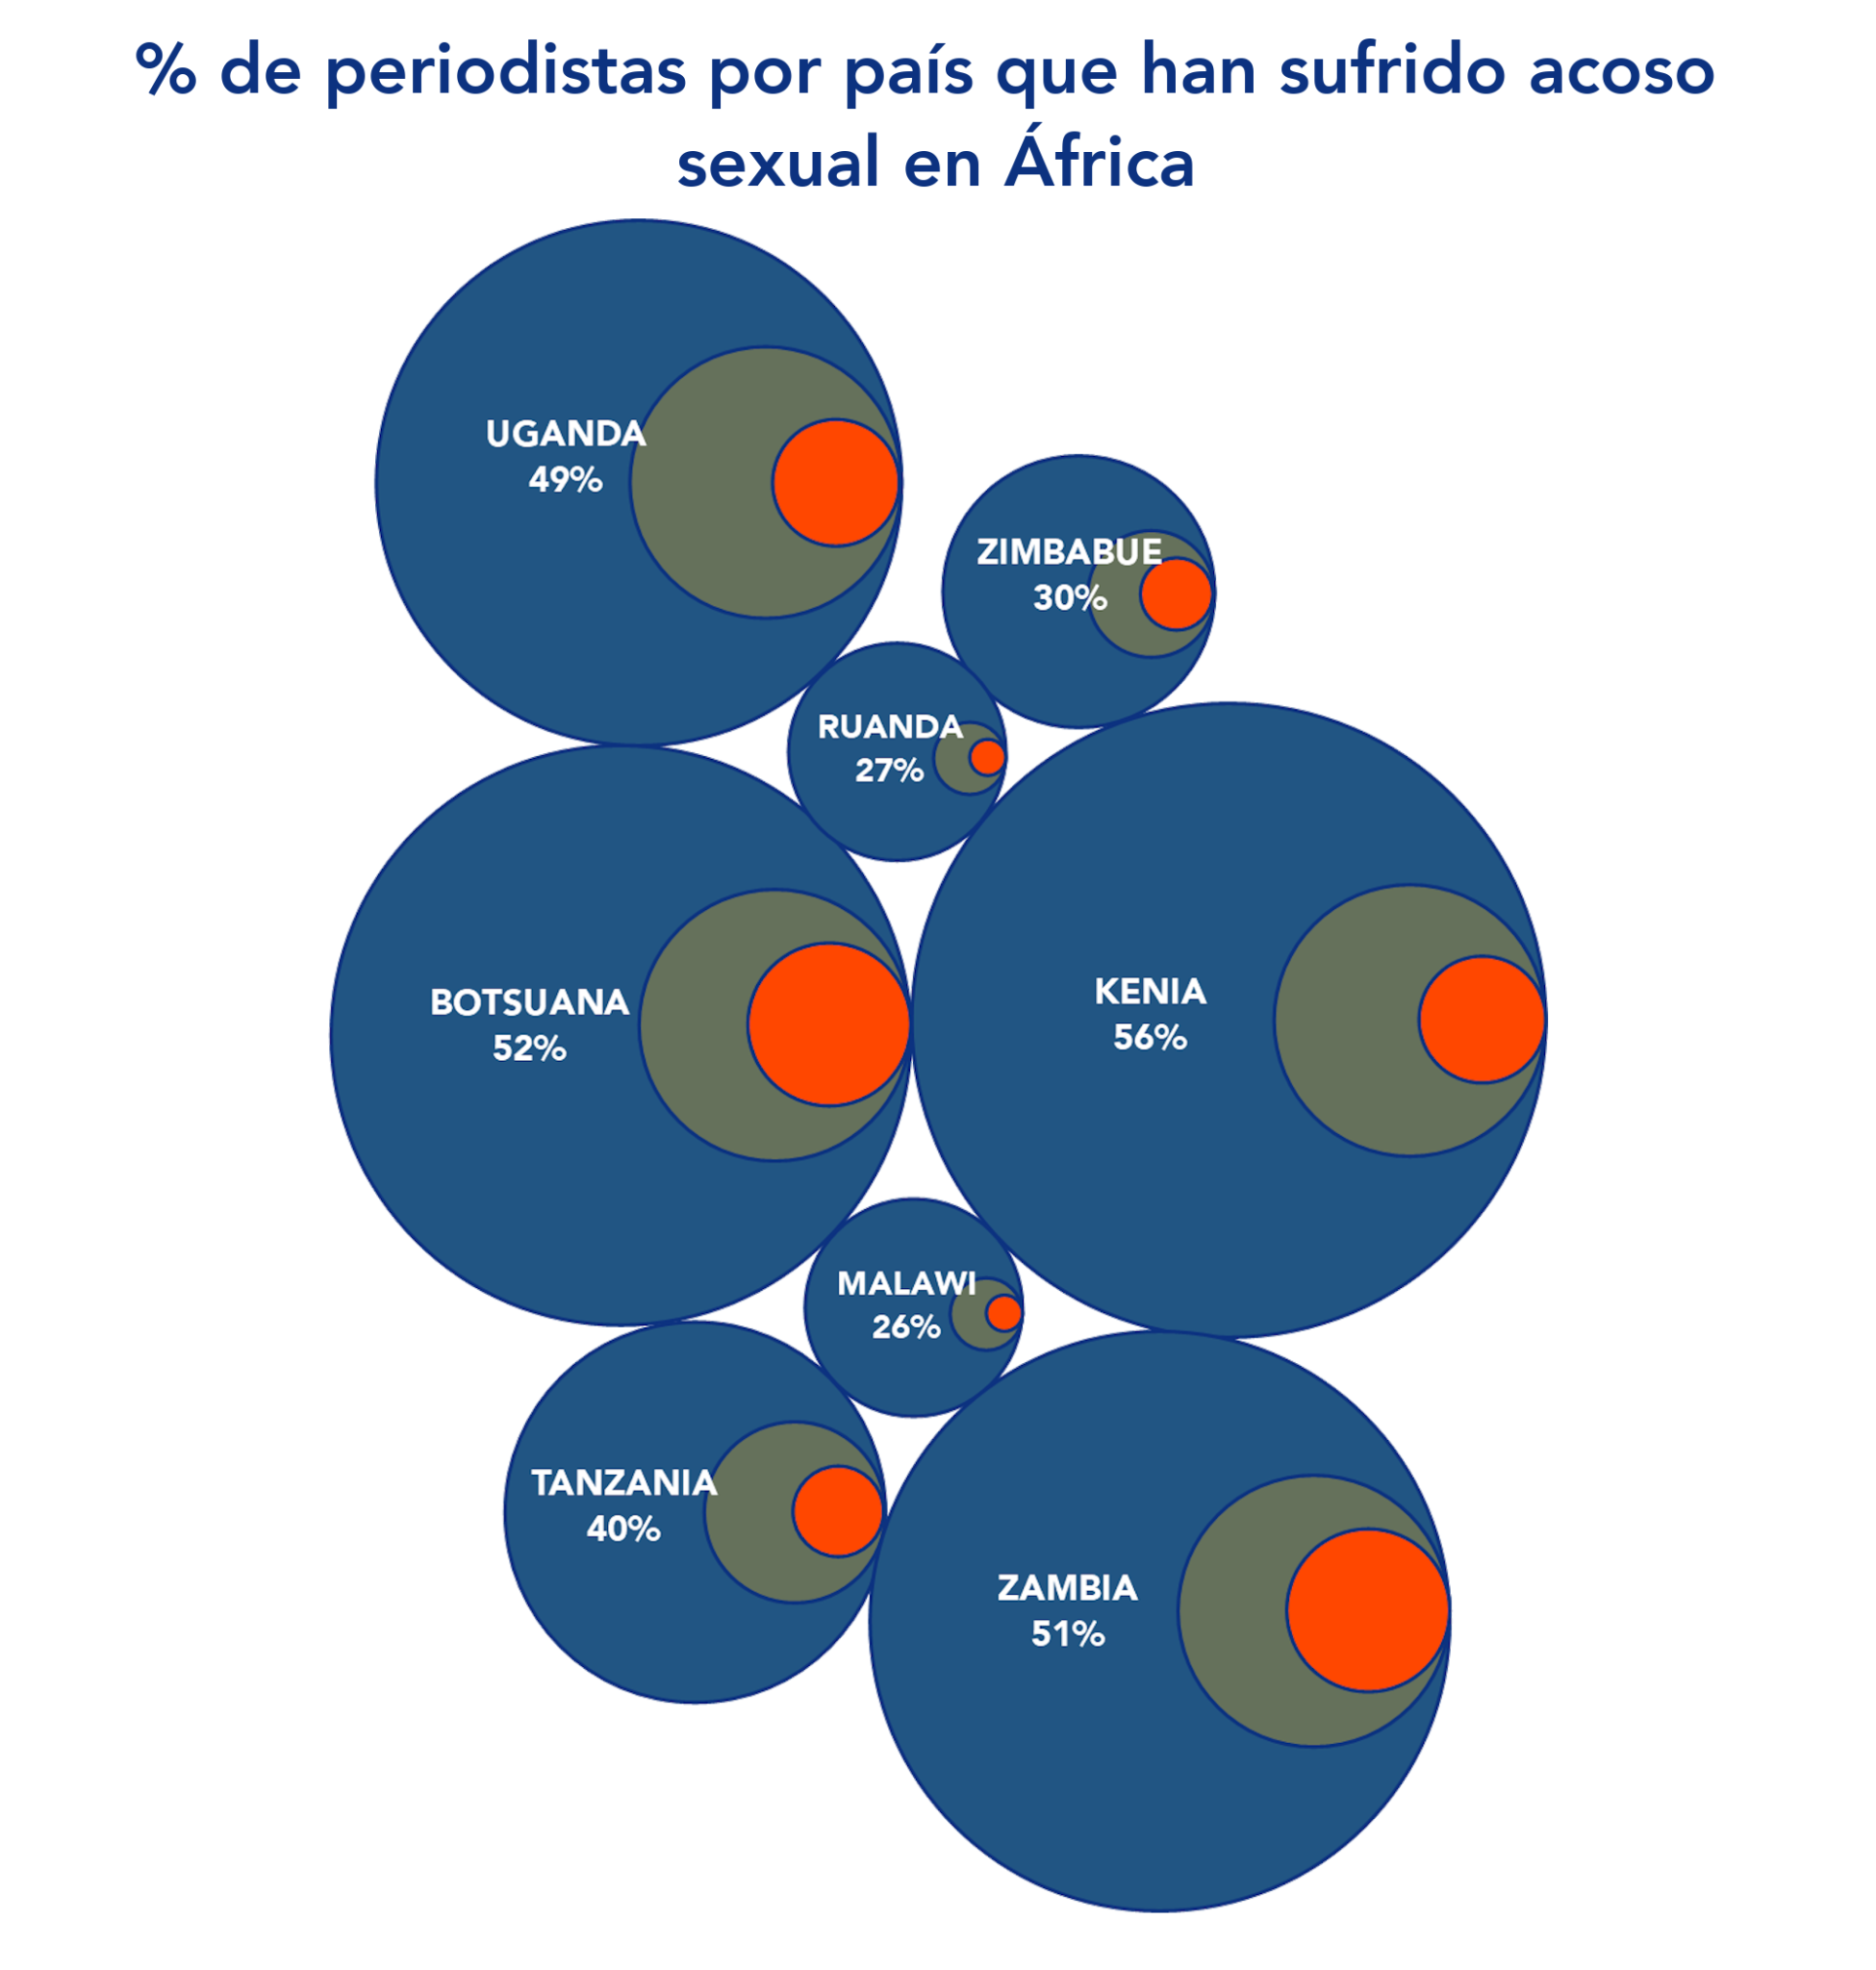 % de periodistas por país que han sufrido acoso
sexual en África
UGANDA
49%
ZIMBABUE
30%
RUANDA
27%
BOTSUANA
52%
KENIA
56%
MALAWI
26%
TANZANIA
40%
ZAMBIA
51%